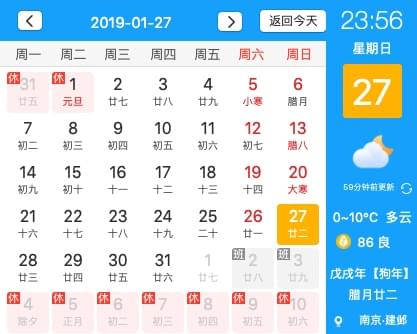 2019-01-27 返回今天
周一 周二 周三 周四 周五 周六 周日
休 31 休 1 2 3 4 5 6
廿五 元旦 廿七 廿八 廿九 小寒 腊月
7 8 9 10 11 12 13
初二 初三 初四 初五 初六 初七 腊八
14 15 16 17 18 19 20
初九 初十 十一 十二 十三 十四 大寒
21 22 23 24 25 26 27
十六 十七 十八 十九 二十 廿一 廿二
28 29 30 31 1 班 2 班 3
廿三 廿四 廿五 廿六 廿七 廿八 廿九
休 4 休 5 休 6 休 7 休 8 休 9 休 10
除夕 正月 初二 初三 初四 初五 初六
23:56
星期日
27
59分钟前更新
0~10°C 多云
86 良
戊戌年【狗年】
腊月廿二
南京·建邺